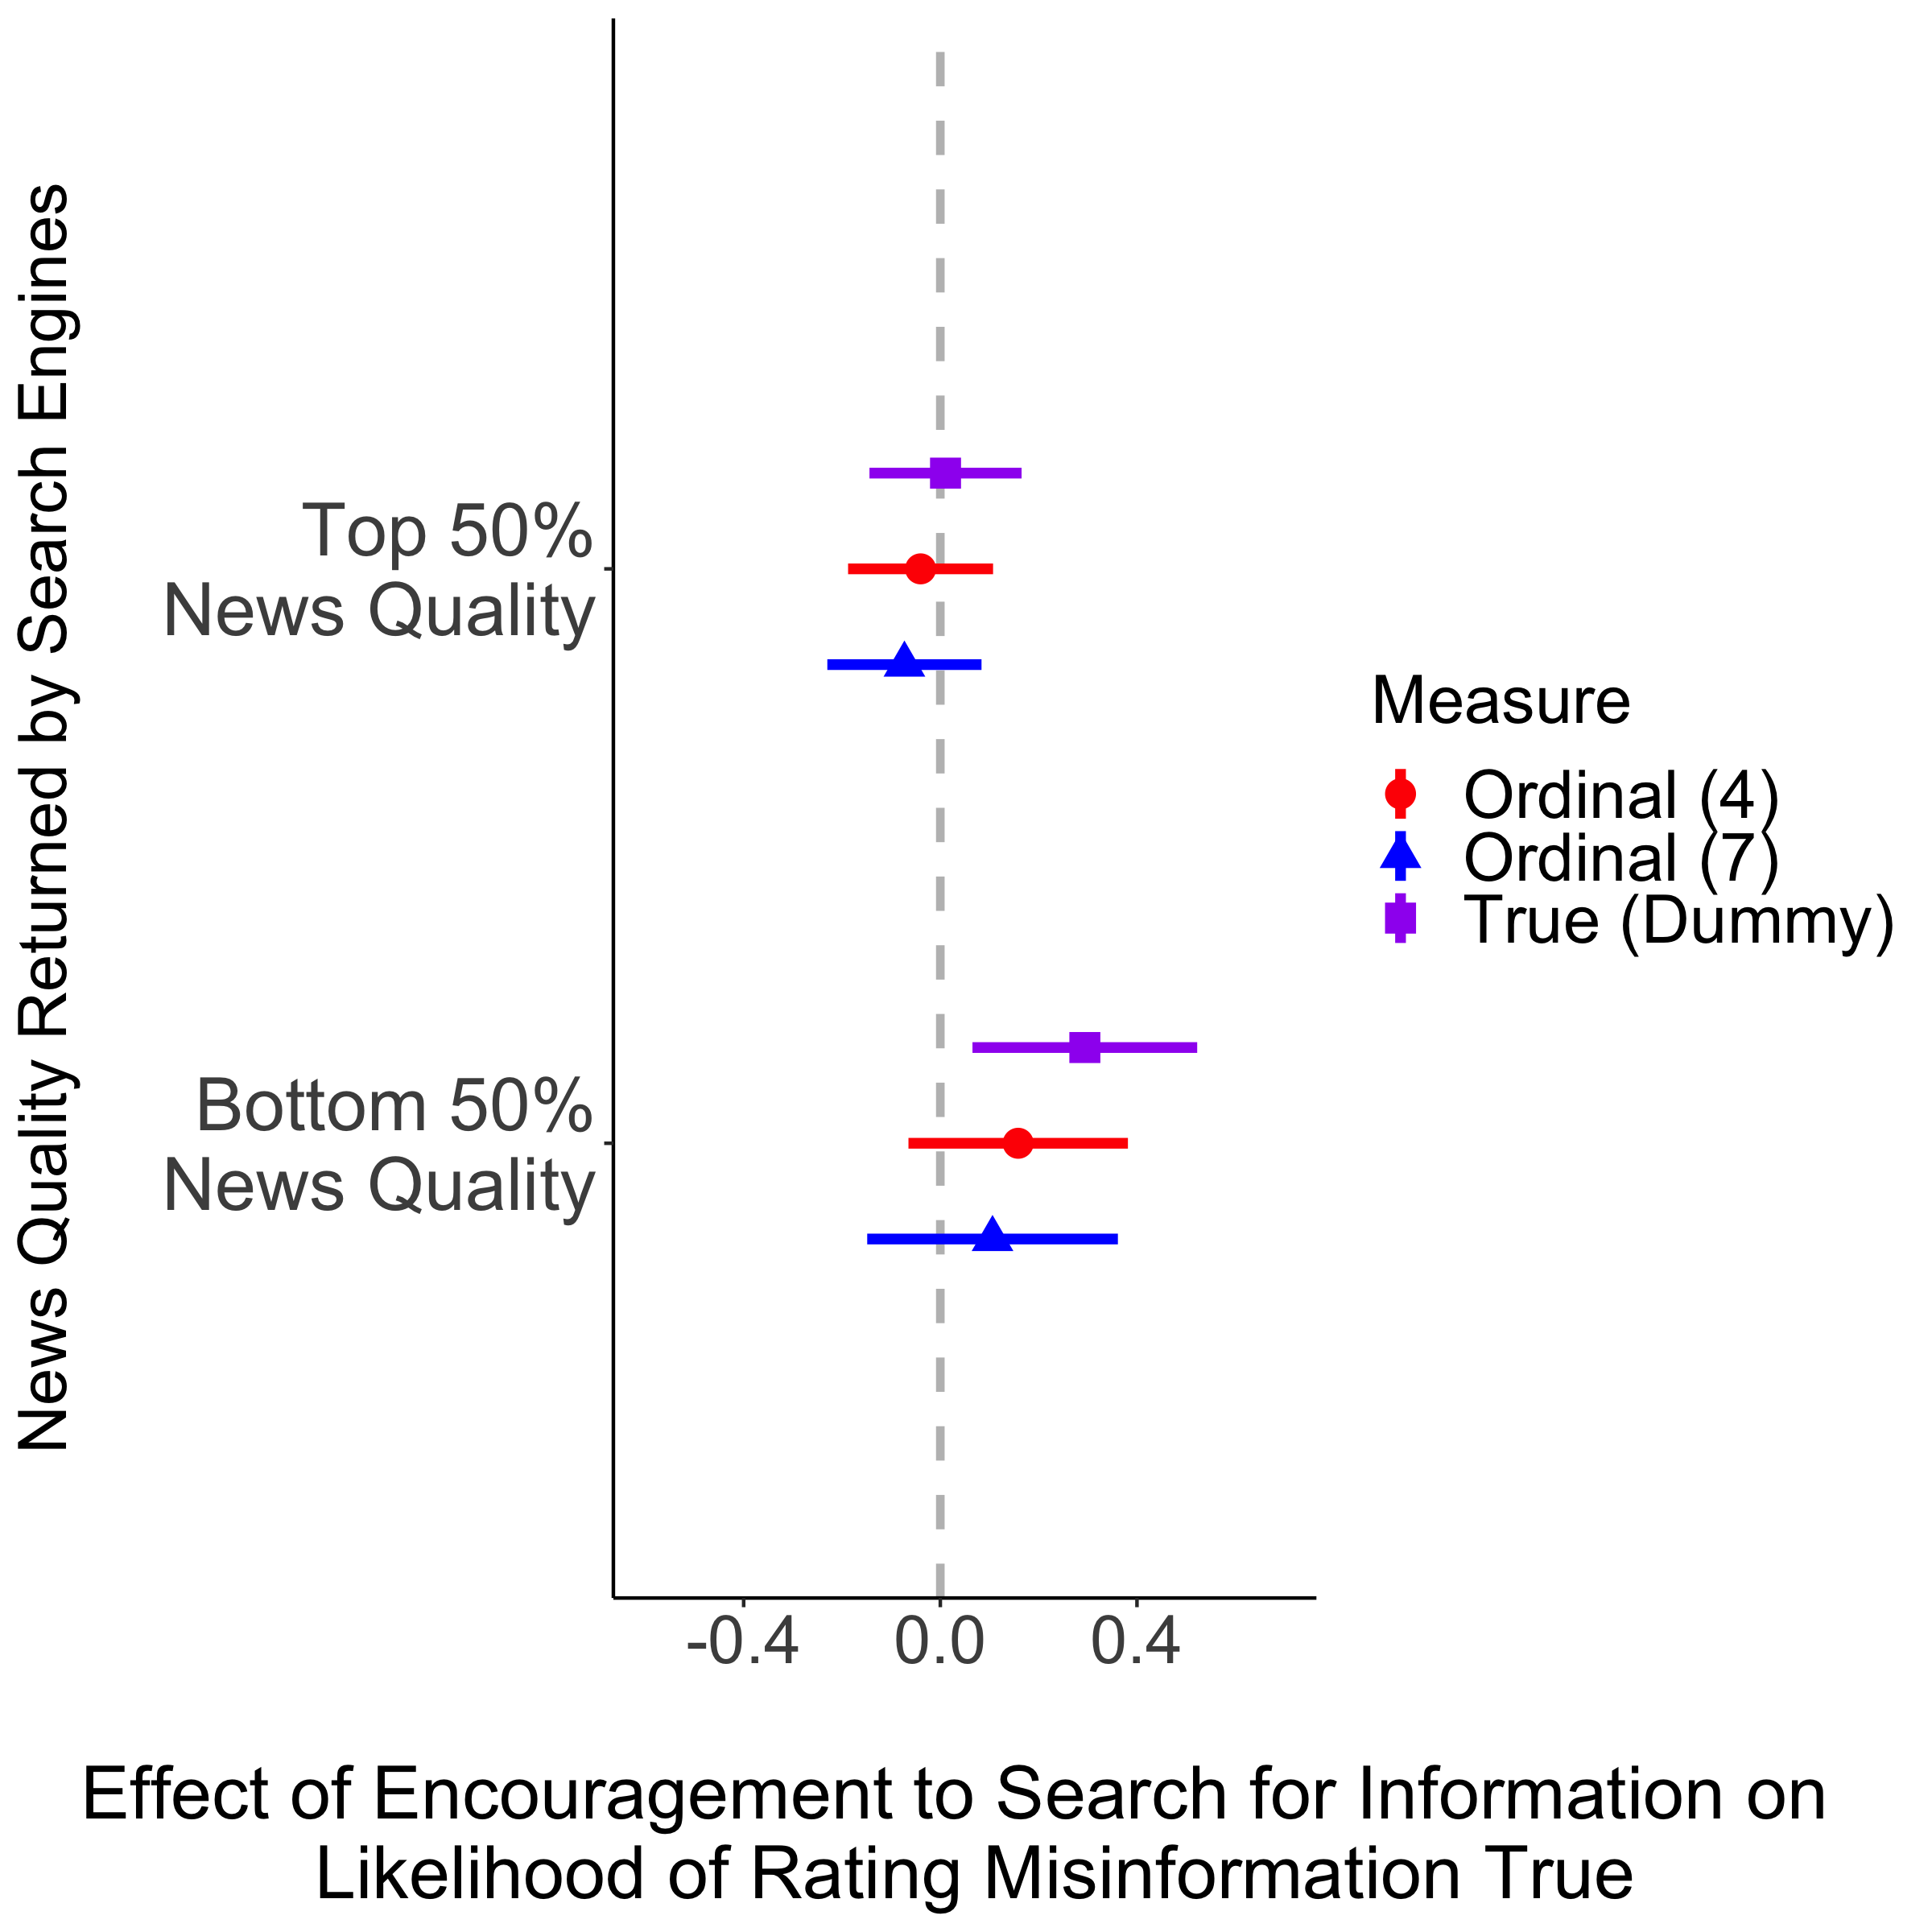 News Quality Returned by Search Engines
Top 50%
News Quality
Bottom 50%
News Quality
Measure
Ordinal (4)
Ordinal (7)
True (Dummy)
-0.4
0.0
0.4
Effect of Encouragement to Search for Information on
Likelihood of Rating Misinformation True